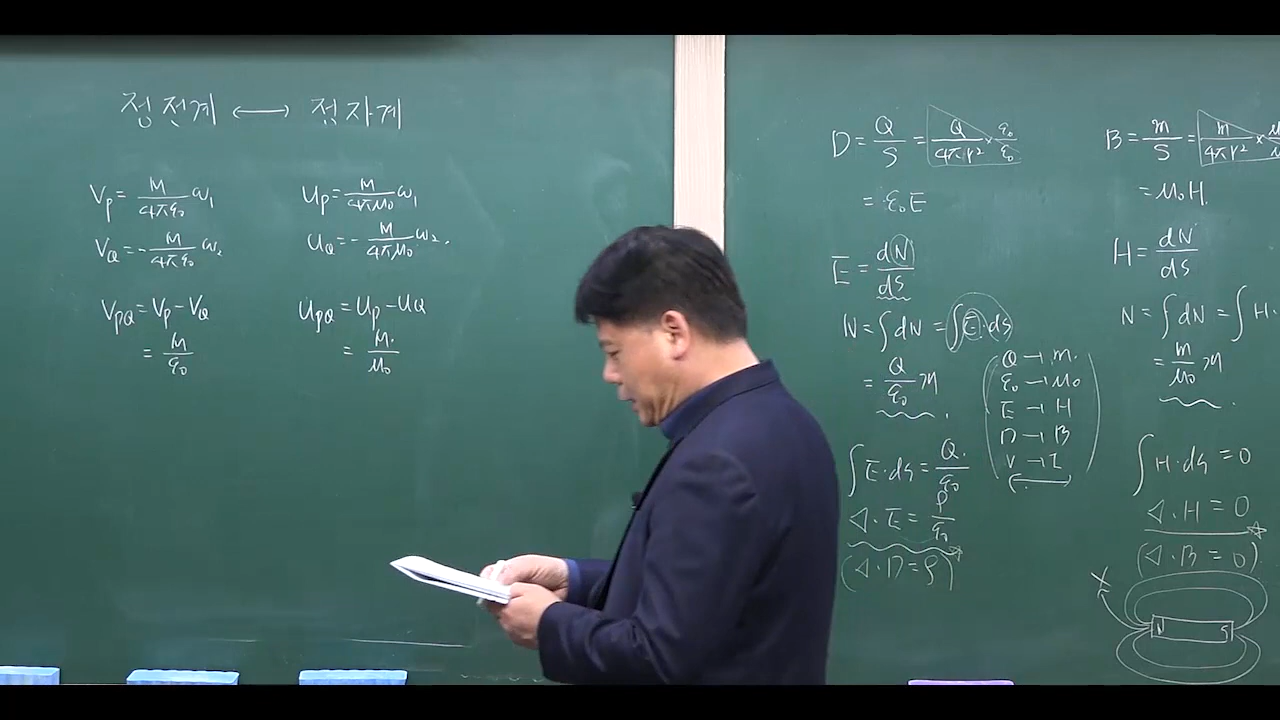 정전계 ↔ 정자계
Vp = M/4πε₀ ω₁
Up = M/4πμ₀ ω₁
VQ = - M/4πε₀ ω₂
UQ = - M/4πμ₀ ω₂.
VPQ = Vp - VQ
UPQ = Up - UQ
= M/ε₀
= M/μ₀
D = Q/S = Q/4πr² × ε₀/ε₀
= ε₀E
E = dN/ds
N = ∫dN = ∫E·ds
= Q/ε₀ 개
Q → m
ε₀ → μ₀
E → H
D → B
V → I
∫E·ds = Q/ε₀
∇·E = ρ/ε₀
(∇·D = ρ)
B = m/S = m/4πr² ×
= μ₀H.
H = dN/ds
N = ∫dN = ∫H·
= m/μ₀ 개
∫H·ds = 0
∇·H = 0
(∇·B = 0)
X
N S